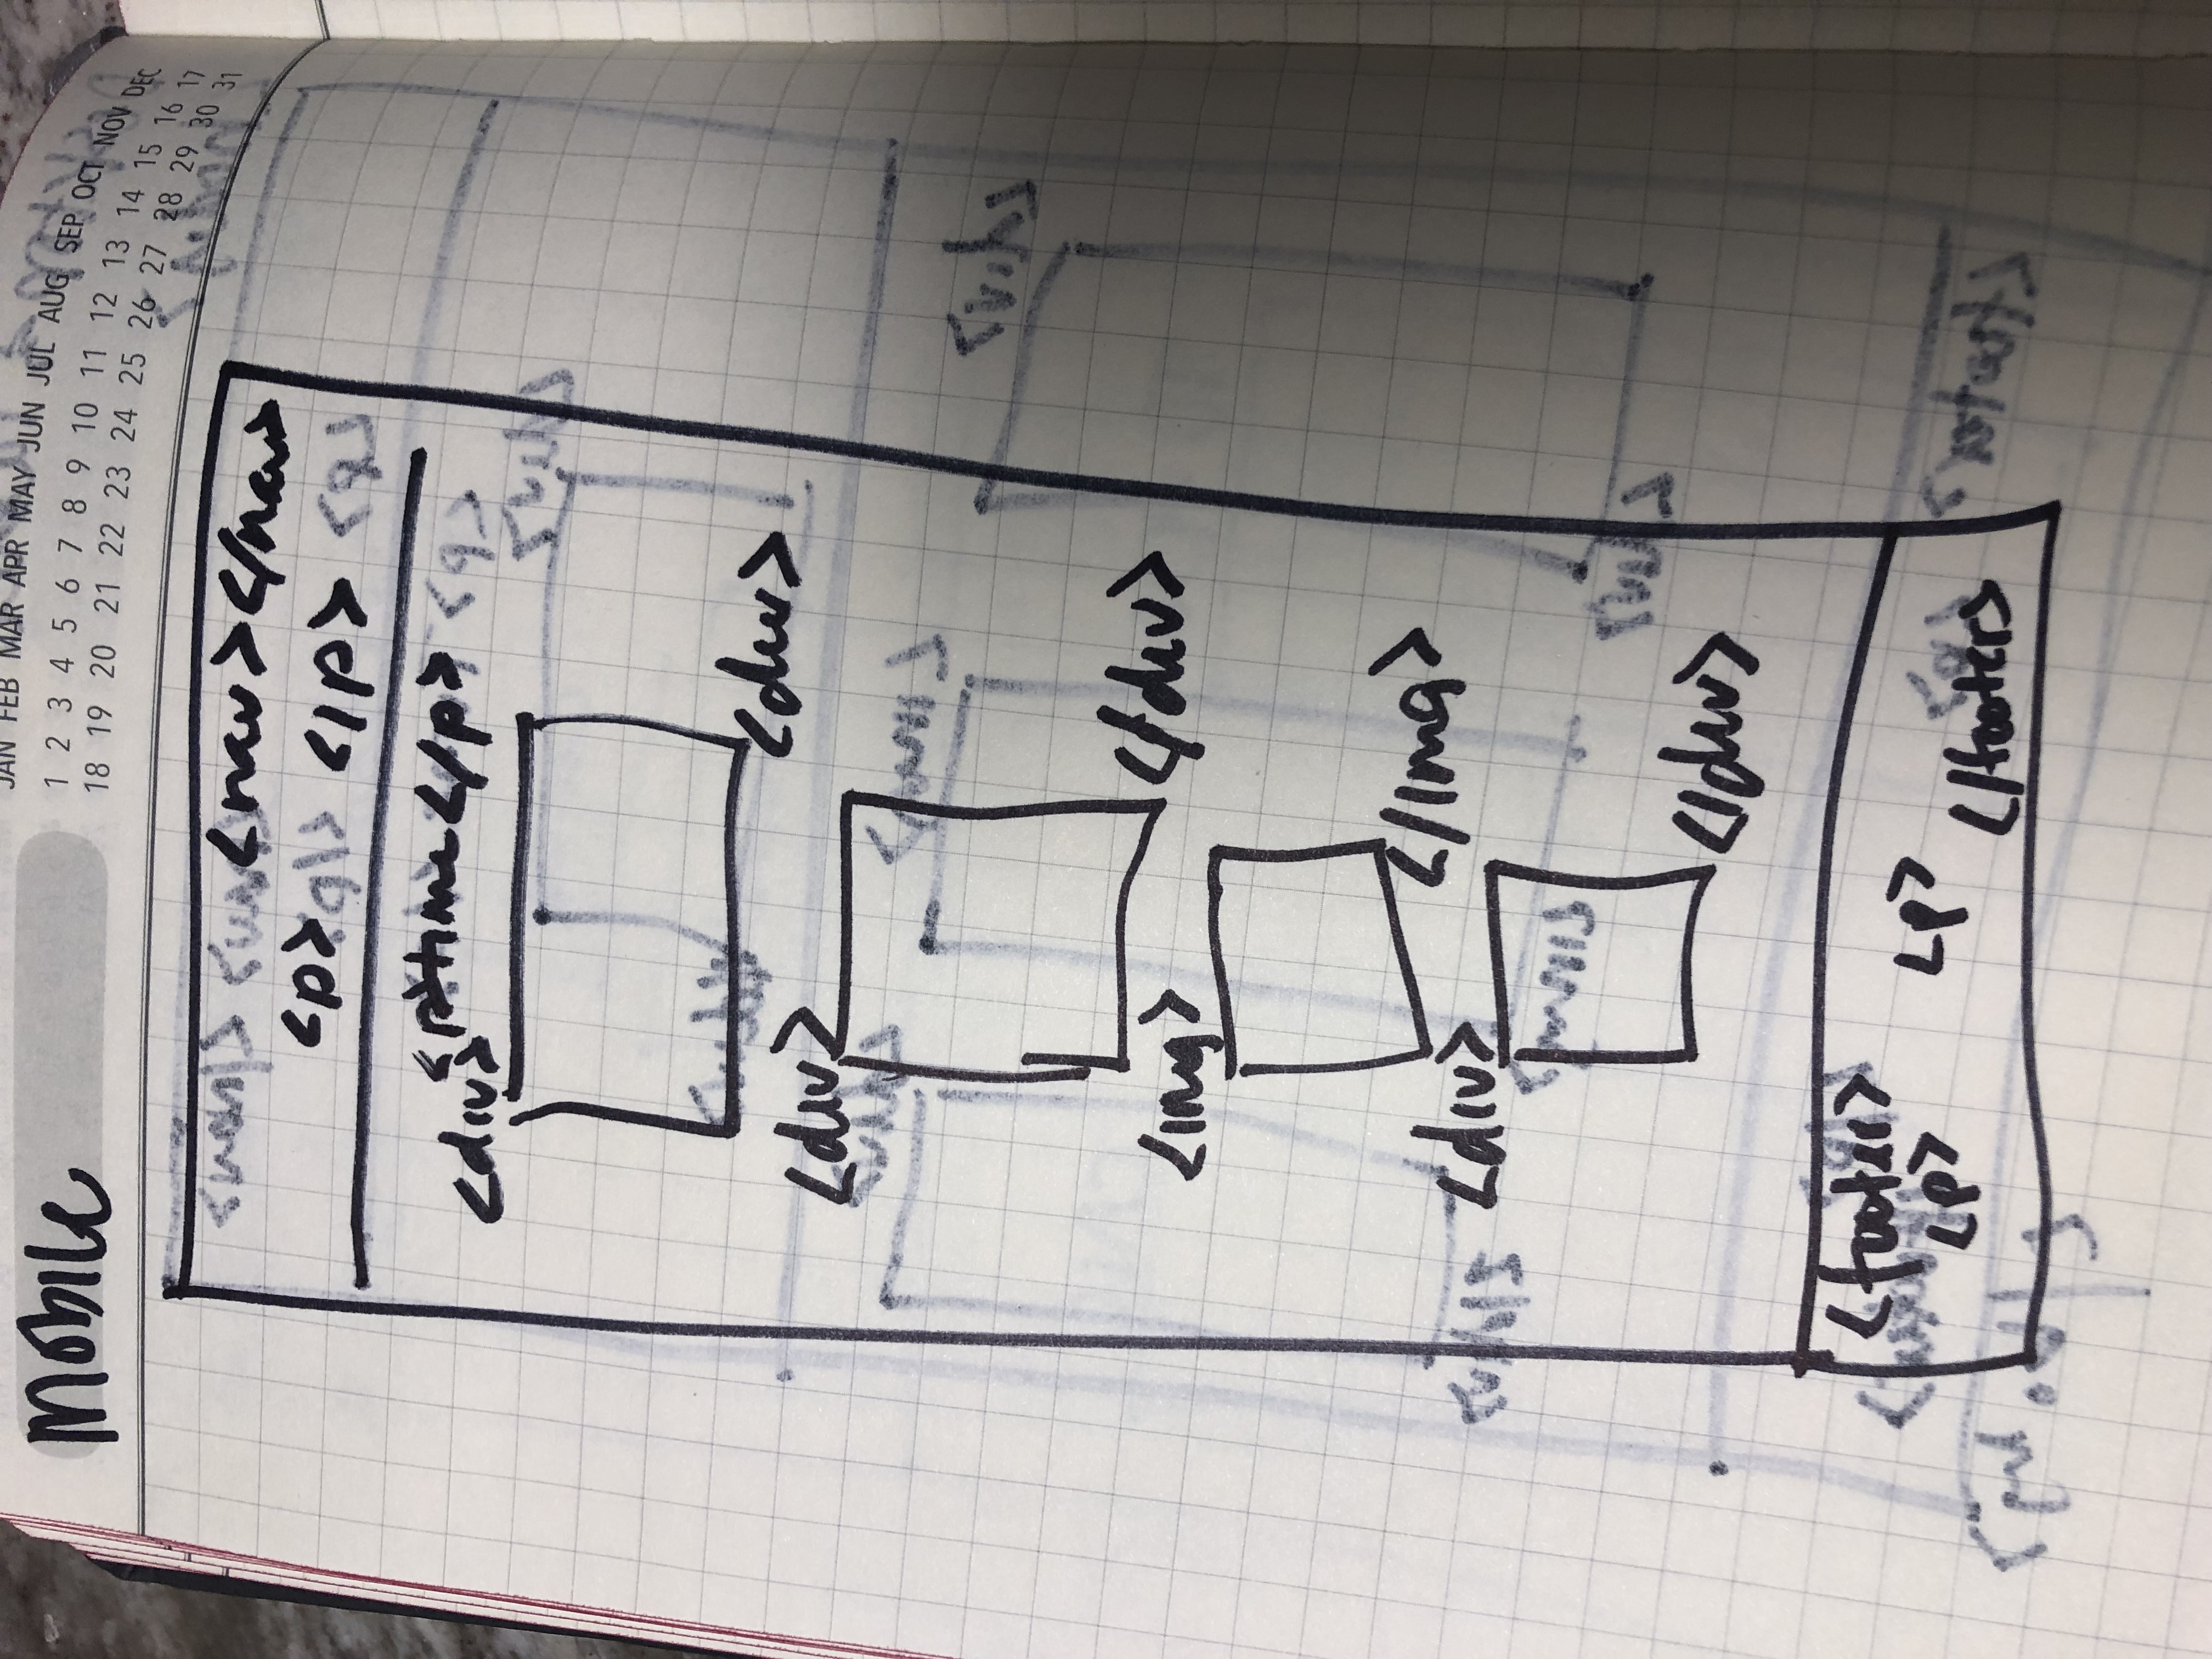 Mobile
JAN FEB MAR APR MAY JUN JUL AUG SEP OCT NOV DEC
1 2 3 4 5 6 7 8 9 10 11 12 13 14 15 16 17
18 19 20 21 22 23 24 25 26 27 28 29 30 31
<nav></nav>
<p> </p>
<p>time</p>
<div>
<div>
<div>
</div>
<img>
</img>
<div>
</div>
<footer>
<p> <p>
</footer>